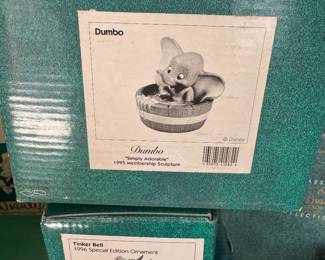 Dumbo
© Disney
Dumbo
"Simply Adorable"
1995 Membership Sculpture
Tinker Bell
1996 Special Edition Ornament